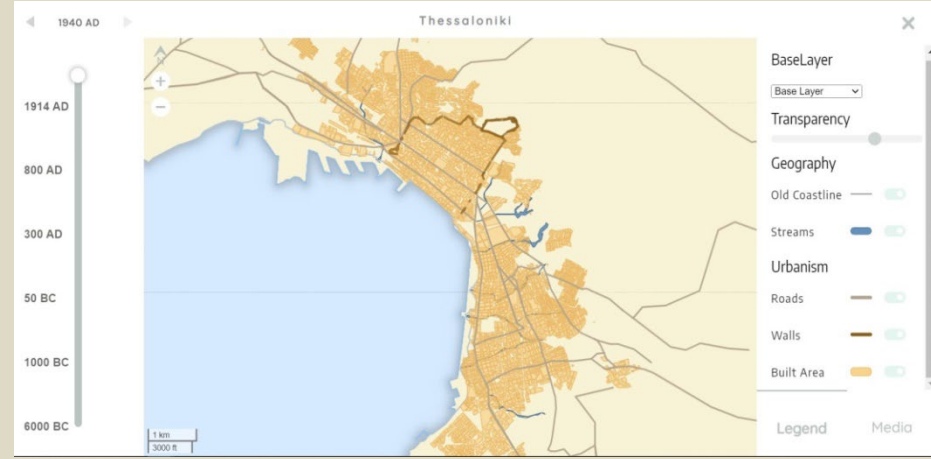 1940 AD
Thessaloniki
1914 AD
800 AD
300 AD
50 BC
1000 BC
6000 BC
1 km
3000 ft
BaseLayer
Base Layer
Transparency
Geography
Old Coastline
Streams
Urbanism
Roads
Walls
Built Area
Legend
Media